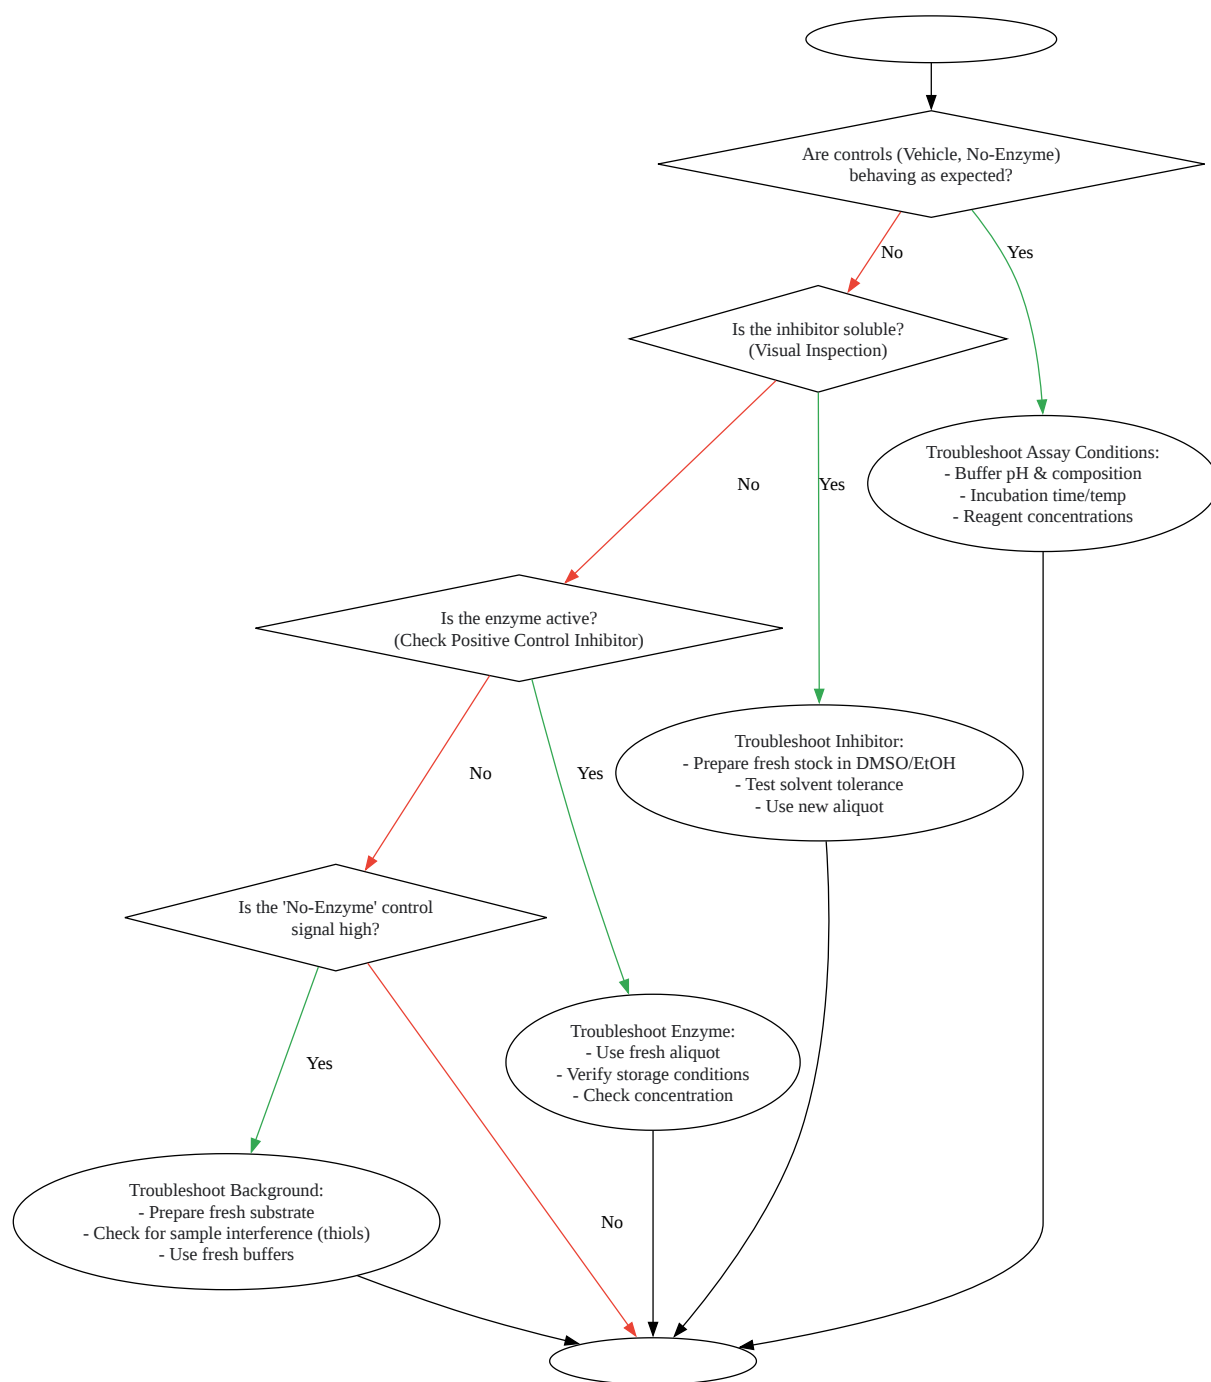 Are controls (Vehicle, No-Enzyme)
behaving as expected?
No
Yes
Is the inhibitor soluble?
(Visual Inspection)
Troubleshoot Assay Conditions:
- Buffer pH & composition
- Incubation time/temp
- Reagent concentrations
No
Yes
Is the enzyme active?
(Check Positive Control Inhibitor)
Troubleshoot Inhibitor:
- Prepare fresh stock in DMSO/EtOH
- Test solvent tolerance
- Use new aliquot
No
Yes
Is the 'No-Enzyme' control
signal high?
Troubleshoot Enzyme:
- Use fresh aliquot
- Verify storage conditions
- Check concentration
Yes
No
Troubleshoot Background:
- Prepare fresh substrate
- Check for sample interference (thiols)
- Use fresh buffers